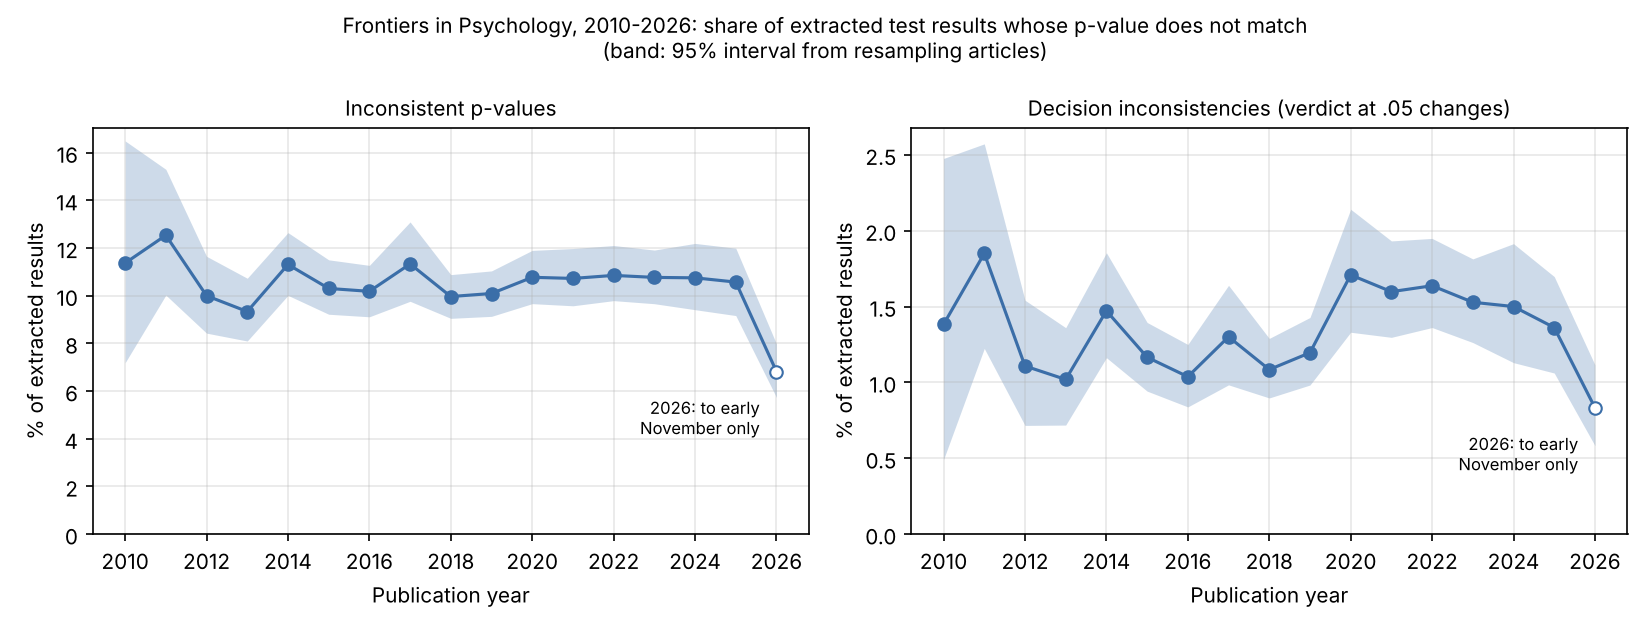 Frontiers in Psychology, 2010-2026: share of extracted test results whose p-value does not match
(band: 95% interval from resampling articles)
Inconsistent p-values
16
14
12
10
8
6
4
2
0
% of extracted results
2026: to early
November only
2010 2012 2014 2016 2018 2020 2022 2024 2026
Publication year
Decision inconsistencies (verdict at .05 changes)
2.5
2.0
1.5
1.0
0.5
0.0
% of extracted results
2026: to early
November only
2010 2012 2014 2016 2018 2020 2022 2024 2026
Publication year